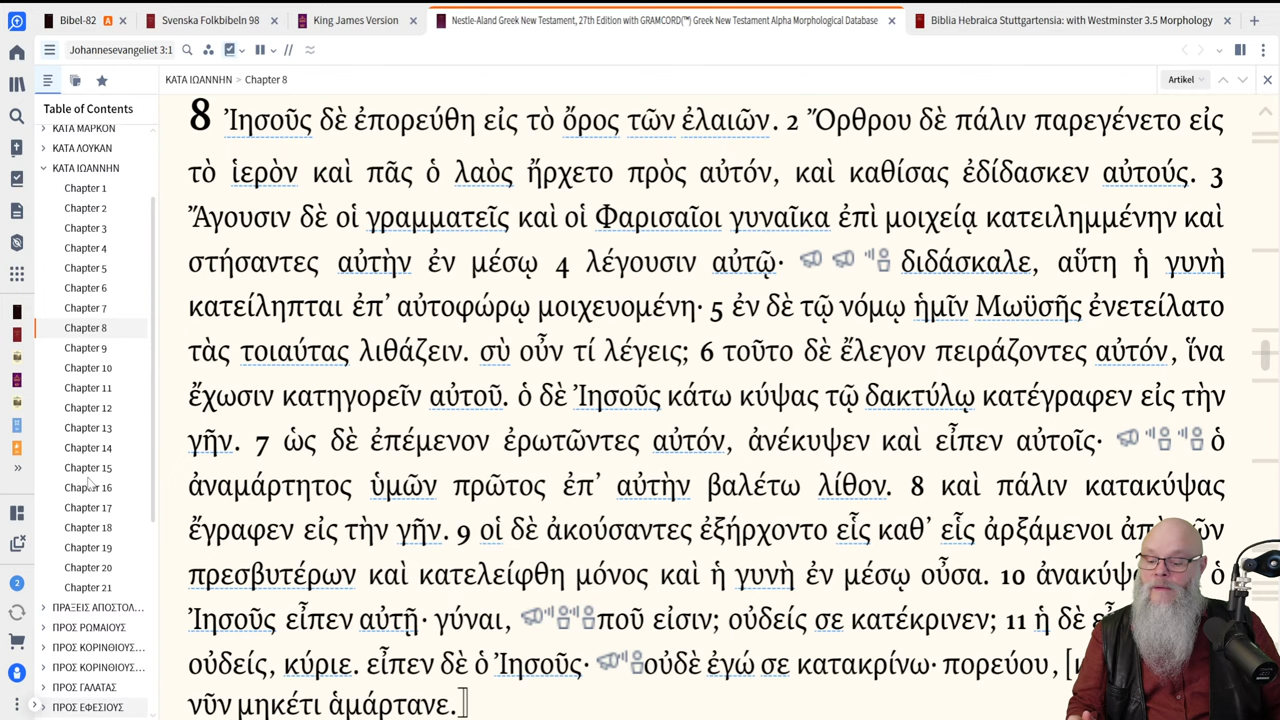 Bibel-82 A × Svenska Folkbibeln 98 × King James Version × Nestle-Aland Greek New Testament, 27th Edition with GRAMCORD(™) Greek New Testament Alpha Morphological Database × Biblia Hebraica Stuttgartensia: with Westminster 3.5 Morphology × +
Johannesevangeliet 3:1
ΚΑΤΑ ΙΩΑΝΝΗΝ > Chapter 8
Artikel
Table of Contents
ΚΑΤΑ ΜΑΡΚΟΝ
ΚΑΤΑ ΛΟΥΚΑΝ
ΚΑΤΑ ΙΩΑΝΝΗΝ
Chapter 1
Chapter 2
Chapter 3
Chapter 4
Chapter 5
Chapter 6
Chapter 7
Chapter 8
Chapter 9
Chapter 10
Chapter 11
Chapter 12
Chapter 13
Chapter 14
Chapter 15
Chapter 16
Chapter 17
Chapter 18
Chapter 19
Chapter 20
Chapter 21
ΠΡΑΞΕΙΣ ΑΠΟΣΤΟΛ…
ΠΡΟΣ ΡΩΜΑΙΟΥΣ
ΠΡΟΣ ΚΟΡΙΝΘΙΟΥΣ…
ΠΡΟΣ ΚΟΡΙΝΘΙΟΥΣ…
ΠΡΟΣ ΓΑΛΑΤΑΣ
ΠΡΟΣ ΕΦΕΣΙΟΥΣ
2
8 Ἰησοῦς δὲ ἐπορεύθη εἰς τὸ ὄρος τῶν ἐλαιῶν. 2 Ὄρθρου δὲ πάλιν παρεγένετο εἰς
τὸ ἱερὸν καὶ πᾶς ὁ λαὸς ἤρχετο πρὸς αὐτόν, καὶ καθίσας ἐδίδασκεν αὐτούς. 3
Ἄγουσιν δὲ οἱ γραμματεῖς καὶ οἱ Φαρισαῖοι γυναῖκα ἐπὶ μοιχείᾳ κατειλημμένην καὶ
στήσαντες αὐτὴν ἐν μέσῳ 4 λέγουσιν αὐτῷ· διδάσκαλε, αὕτη ἡ γυνὴ
κατείληπται ἐπʼ αὐτοφώρῳ μοιχευομένη· 5 ἐν δὲ τῷ νόμῳ ἡμῖν Μωϋσῆς ἐνετείλατο
τὰς τοιαύτας λιθάζειν. σὺ οὖν τί λέγεις; 6 τοῦτο δὲ ἔλεγον πειράζοντες αὐτόν, ἵνα
ἔχωσιν κατηγορεῖν αὐτοῦ. ὁ δὲ Ἰησοῦς κάτω κύψας τῷ δακτύλῳ κατέγραφεν εἰς τὴν
γῆν. 7 ὡς δὲ ἐπέμενον ἐρωτῶντες αὐτόν, ἀνέκυψεν καὶ εἶπεν αὐτοῖς· ὁ
ἀναμάρτητος ὑμῶν πρῶτος ἐπʼ αὐτὴν βαλέτω λίθον. 8 καὶ πάλιν κατακύψας
ἔγραφεν εἰς τὴν γῆν. 9 οἱ δὲ ἀκούσαντες ἐξήρχοντο εἷς καθʼ εἷς ἀρξάμενοι
πρεσβυτέρων καὶ κατελείφθη μόνος καὶ ἡ γυνὴ ἐν μέσῳ οὖσα. 10 ὁ
Ἰησοῦς εἶπεν αὐτῇ· γύναι, ποῦ εἰσιν; οὐδείς σε κατέκρινεν; 11 ἡ δὲ
οὐδείς, κύριε. εἶπεν δὲ ὁ Ἰησοῦς· οὐδὲ ἐγώ σε κατακρίνω· πορεύου,
νῦν μηκέτι ἁμάρτανε.⟧